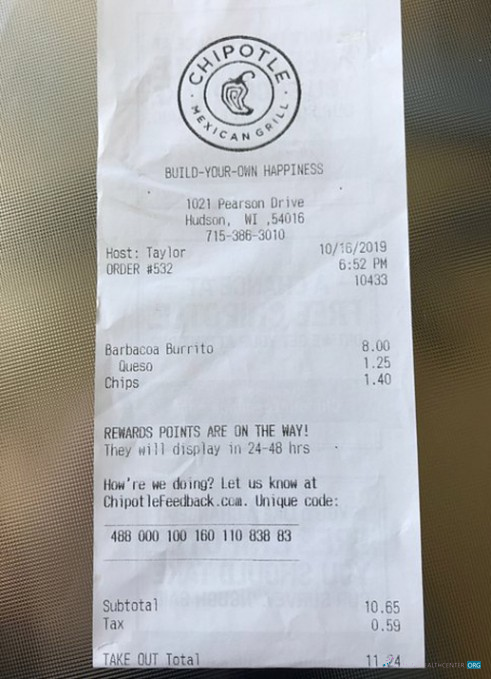 CHIPOTLE
MEXICAN GRILL
BUILD-YOUR-OWN HAPPINESS
1021 Pearson Drive
Hudson, WI ,54016
715-386-3010
Host: Taylor 10/16/2019
ORDER #532 6:52 PM
10433
Barbacoa Burrito 8.00
Queso 1.25
Chips 1.40
REWARDS POINTS ARE ON THE WAY!
They will display in 24-48 hrs
How're we doing? Let us know at
ChipotleFeedback.com. Unique code:
488 000 100 160 110 838 83
Subtotal 10.65
Tax 0.59
TAKE OUT Total 11.24